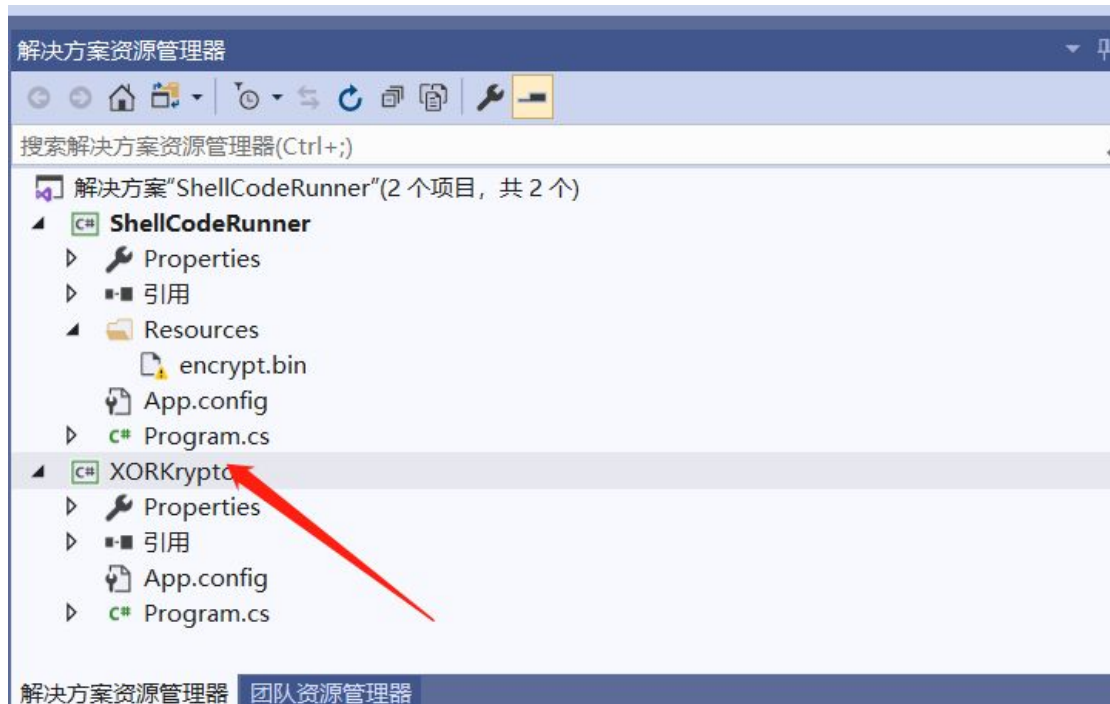 解决方案资源管理器
搜索解决方案资源管理器(Ctrl+;)
解决方案"ShellCodeRunner"(2 个项目，共 2 个)
C# ShellCodeRunner
Properties
引用
Resources
encrypt.bin
App.config
C# Program.cs
C# XORKrypto
Properties
引用
App.config
C# Program.cs
解决方案资源管理器 团队资源管理器